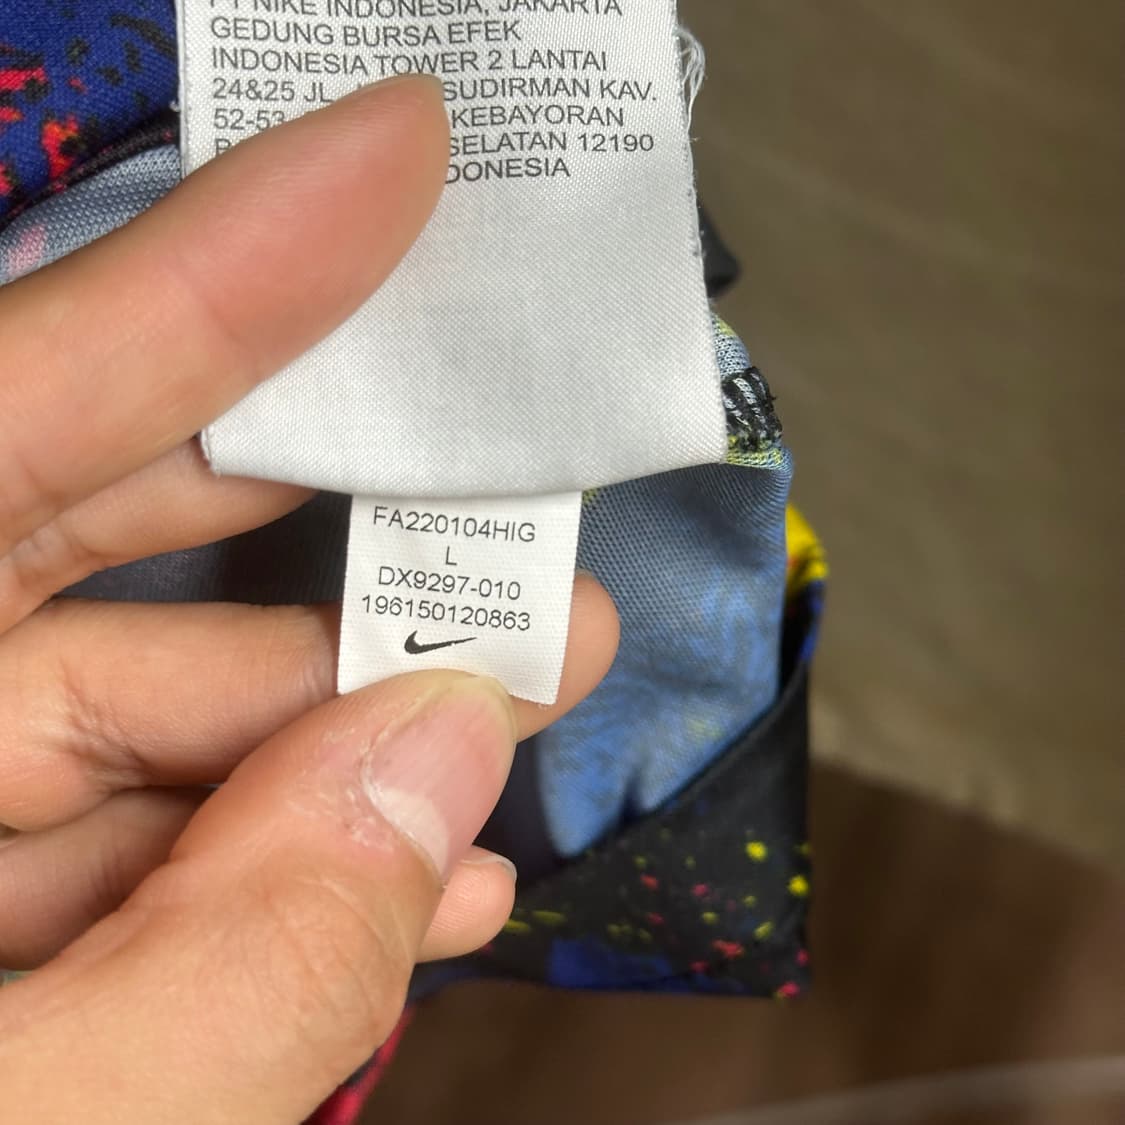 PT NIKE INDONESIA, JAKARTA
GEDUNG BURSA EFEK
INDONESIA TOWER 2 LANTAI
24&25 JL. SUDIRMAN KAV.
52-53 KEBAYORAN
SELATAN 12190
FA220104HIG
L
DX9297-010
196150120863